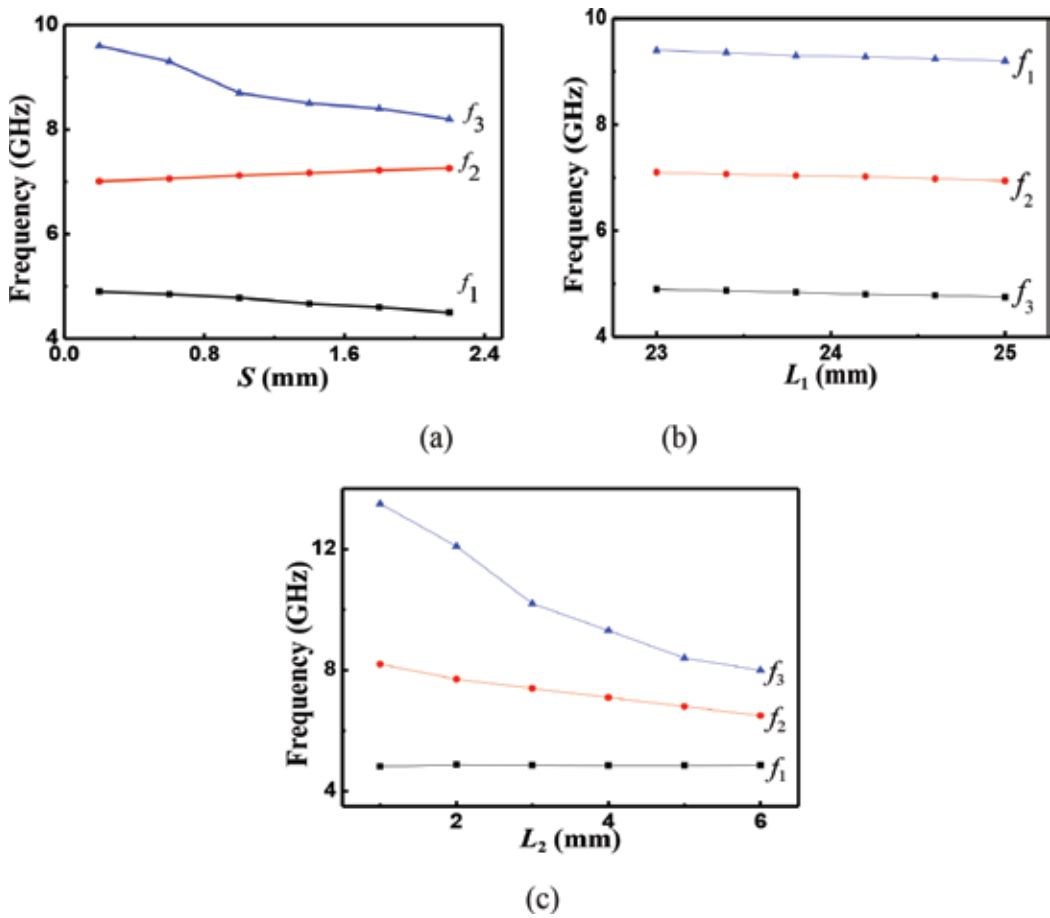 10
8
6
4
Frequency (GHz)
f3
f2
f1
0.0 0.8 1.6 2.4
S (mm)
(a)
10
8
6
4
Frequency (GHz)
f1
f2
f3
23 24 25
L1 (mm)
(b)
12
8
4
Frequency (GHz)
f3
f2
f1
2 4 6
L2 (mm)
(c)